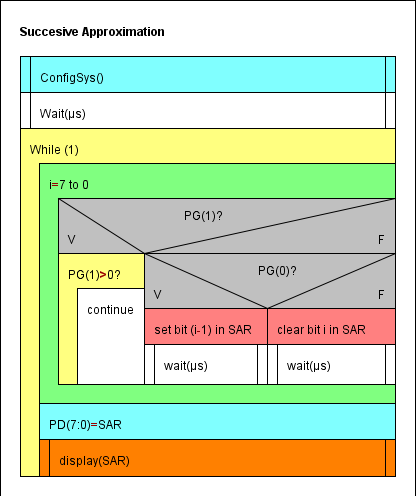 Succesive Approximation
ConfigSys()
Wait(µs)
While (1)
i=7 to 0
PG(1)?
V F
PG(1)>0?
PG(0)?
continue
V F
set bit (i-1) in SAR
clear bit i in SAR
wait(µs)
wait(µs)
PD(7:0)=SAR
display(SAR)